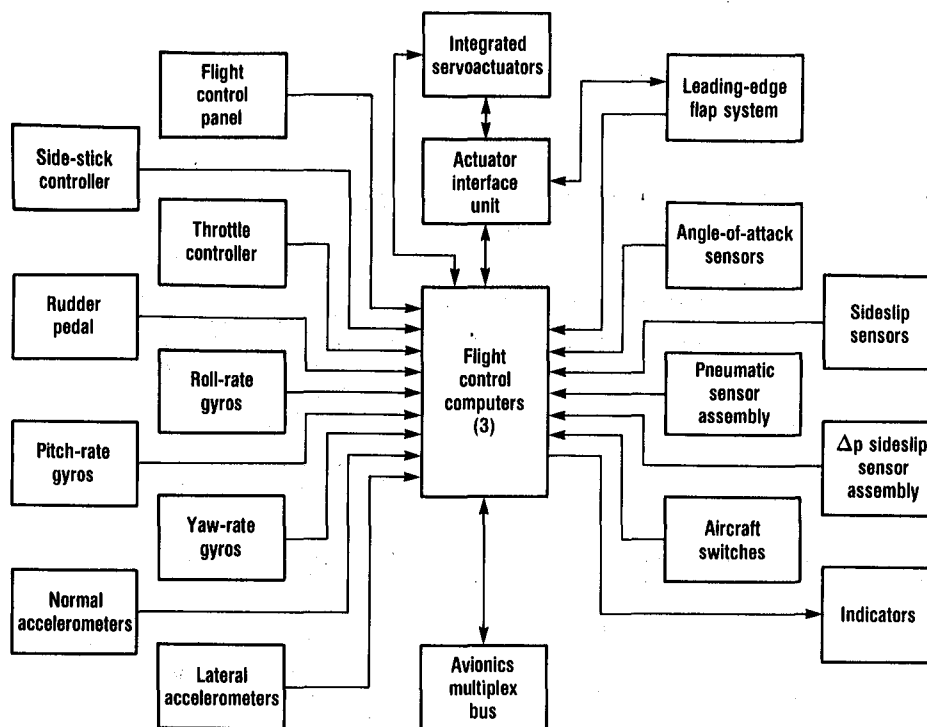 Integrated
servoactuators
Flight
control
panel
Leading-edge
flap system
Side-stick
controller
Actuator
interface
unit
Throttle
controller
Angle-of-attack
sensors
Rudder
pedal
Sideslip
sensors
Flight
control
computers
(3)
Roll-rate
gyros
Pneumatic
sensor
assembly
Pitch-rate
gyros
Δp sideslip
sensor
assembly
Yaw-rate
gyros
Aircraft
switches
Normal
accelerometers
Indicators
Lateral
accelerometers
Avionics
multiplex
bus